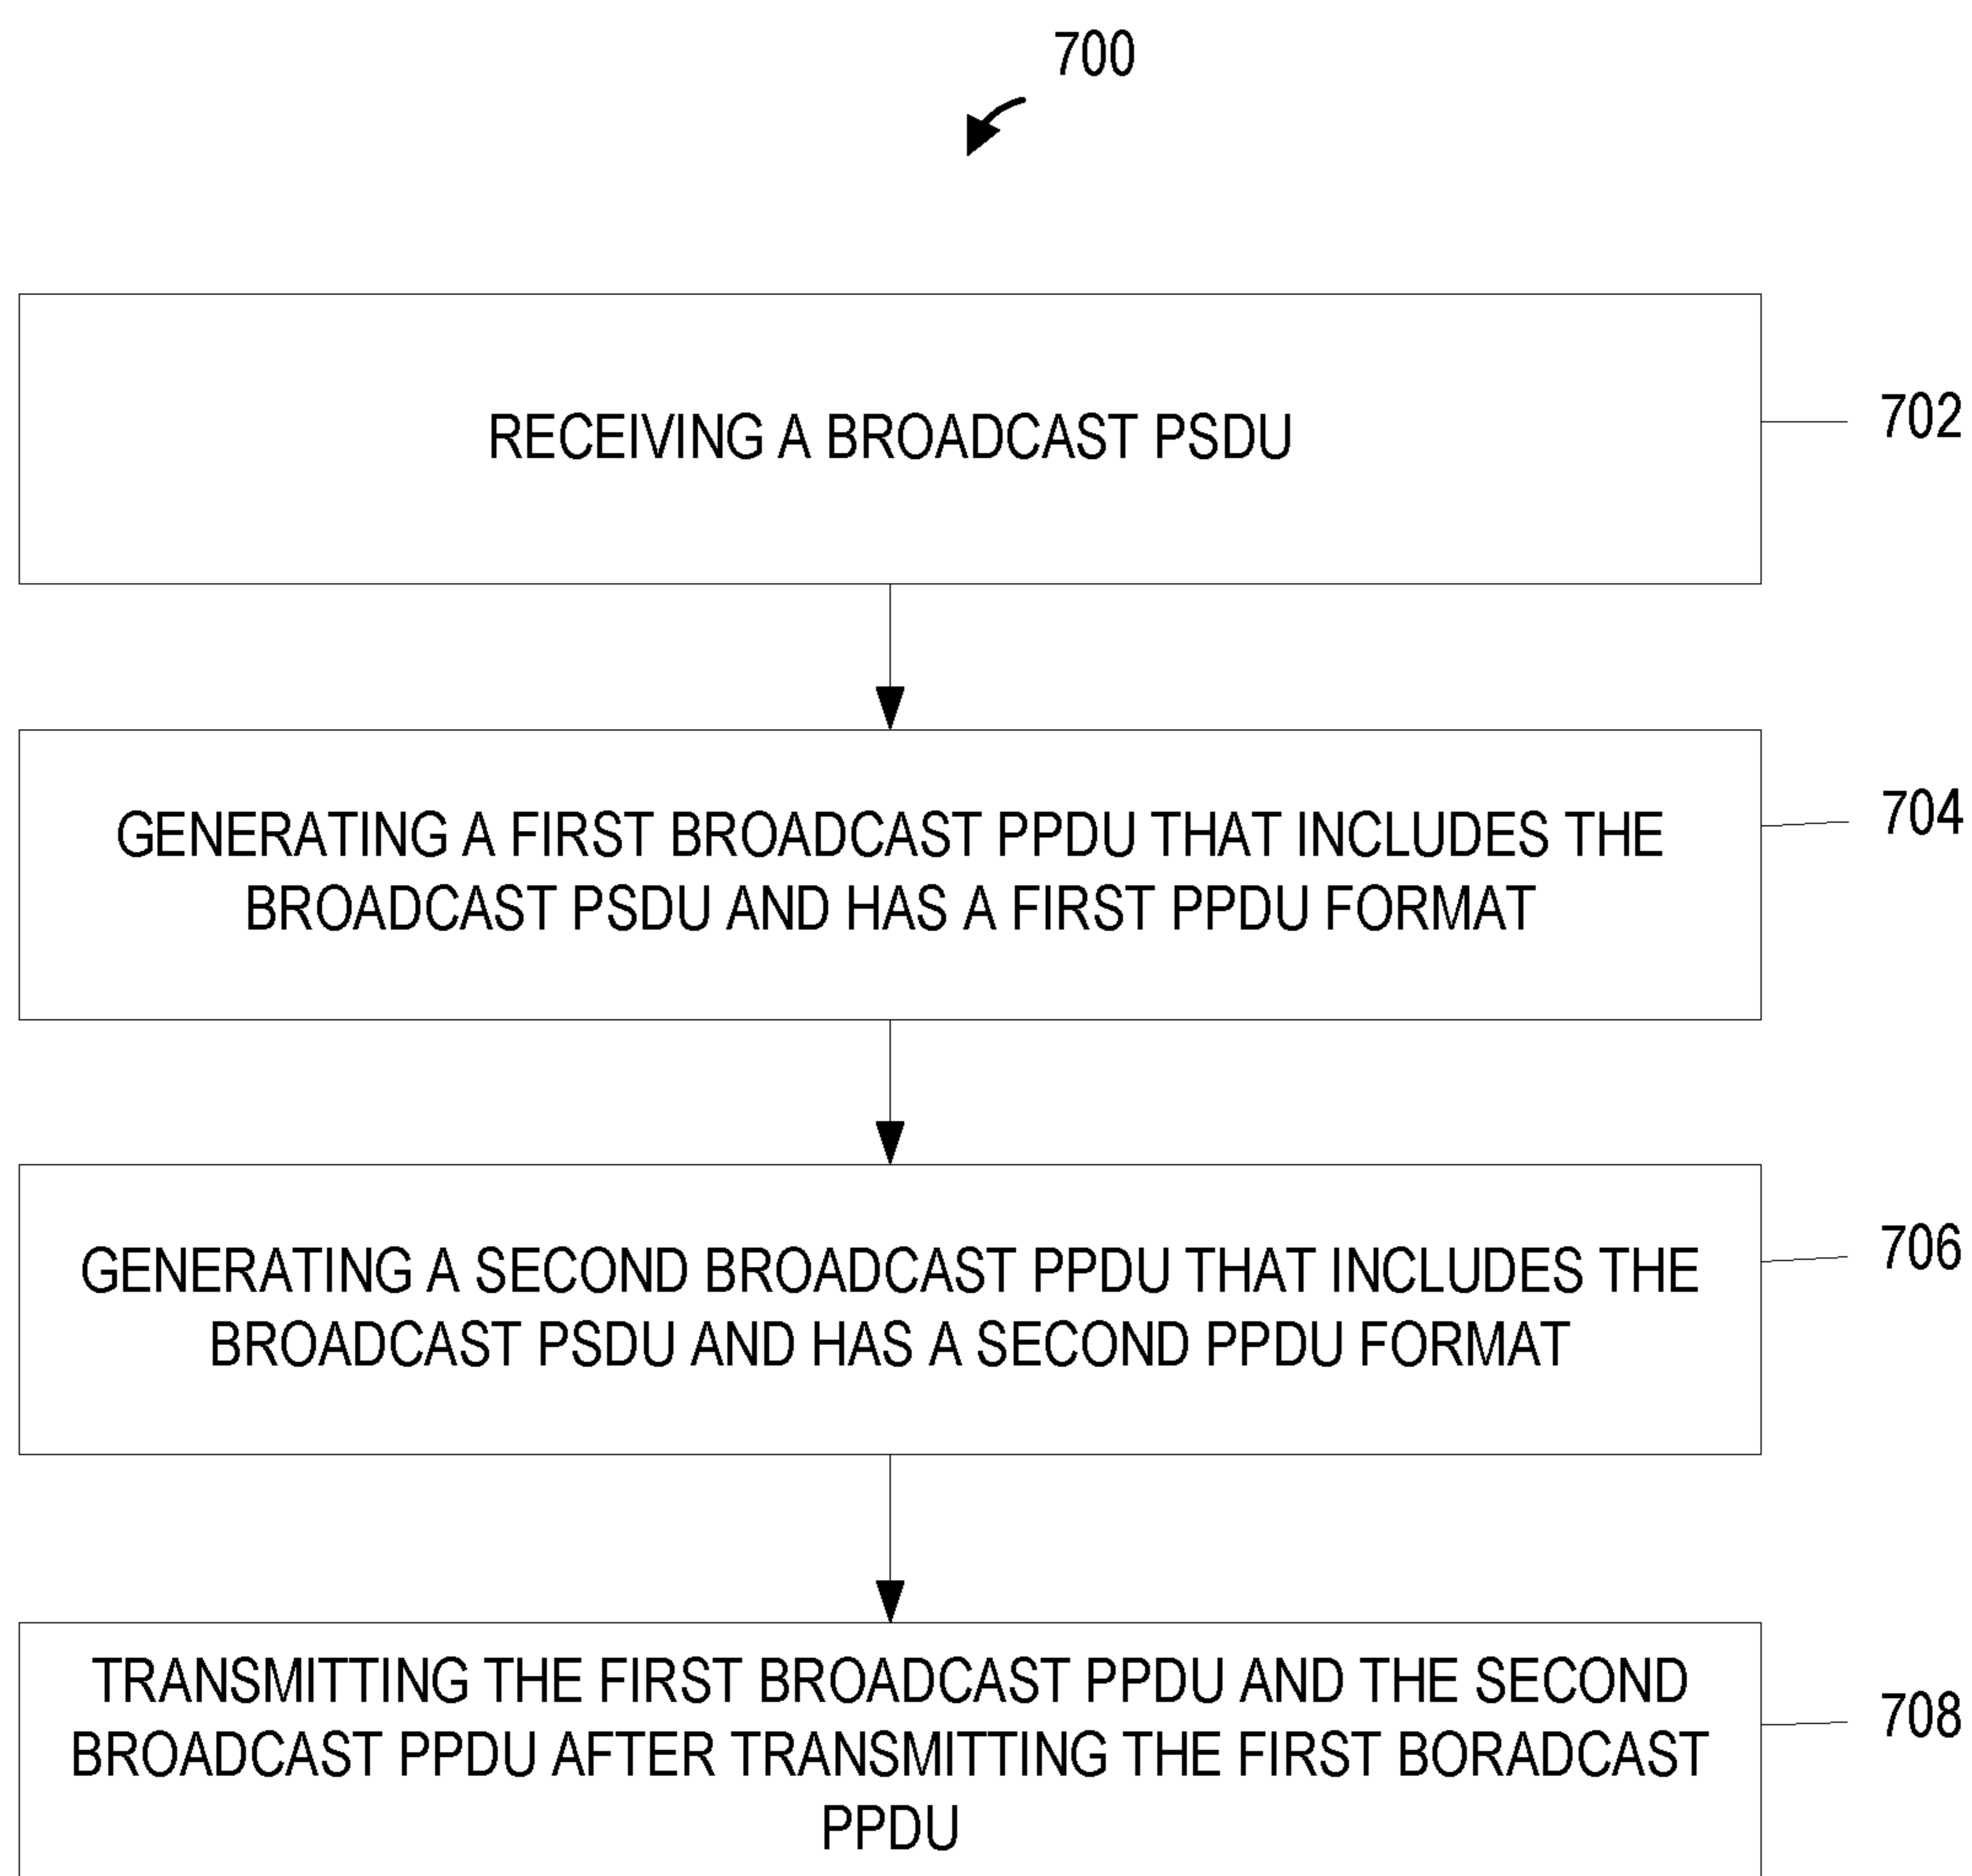 700
RECEIVING A BROADCAST PSDU
702
GENERATING A FIRST BROADCAST PPDU THAT INCLUDES THE
BROADCAST PSDU AND HAS A FIRST PPDU FORMAT
704
GENERATING A SECOND BROADCAST PPDU THAT INCLUDES THE
BROADCAST PSDU AND HAS A SECOND PPDU FORMAT
706
TRANSMITTING THE FIRST BROADCAST PPDU AND THE SECOND
BROADCAST PPDU AFTER TRANSMITTING THE FIRST BORADCAST
PPDU
708